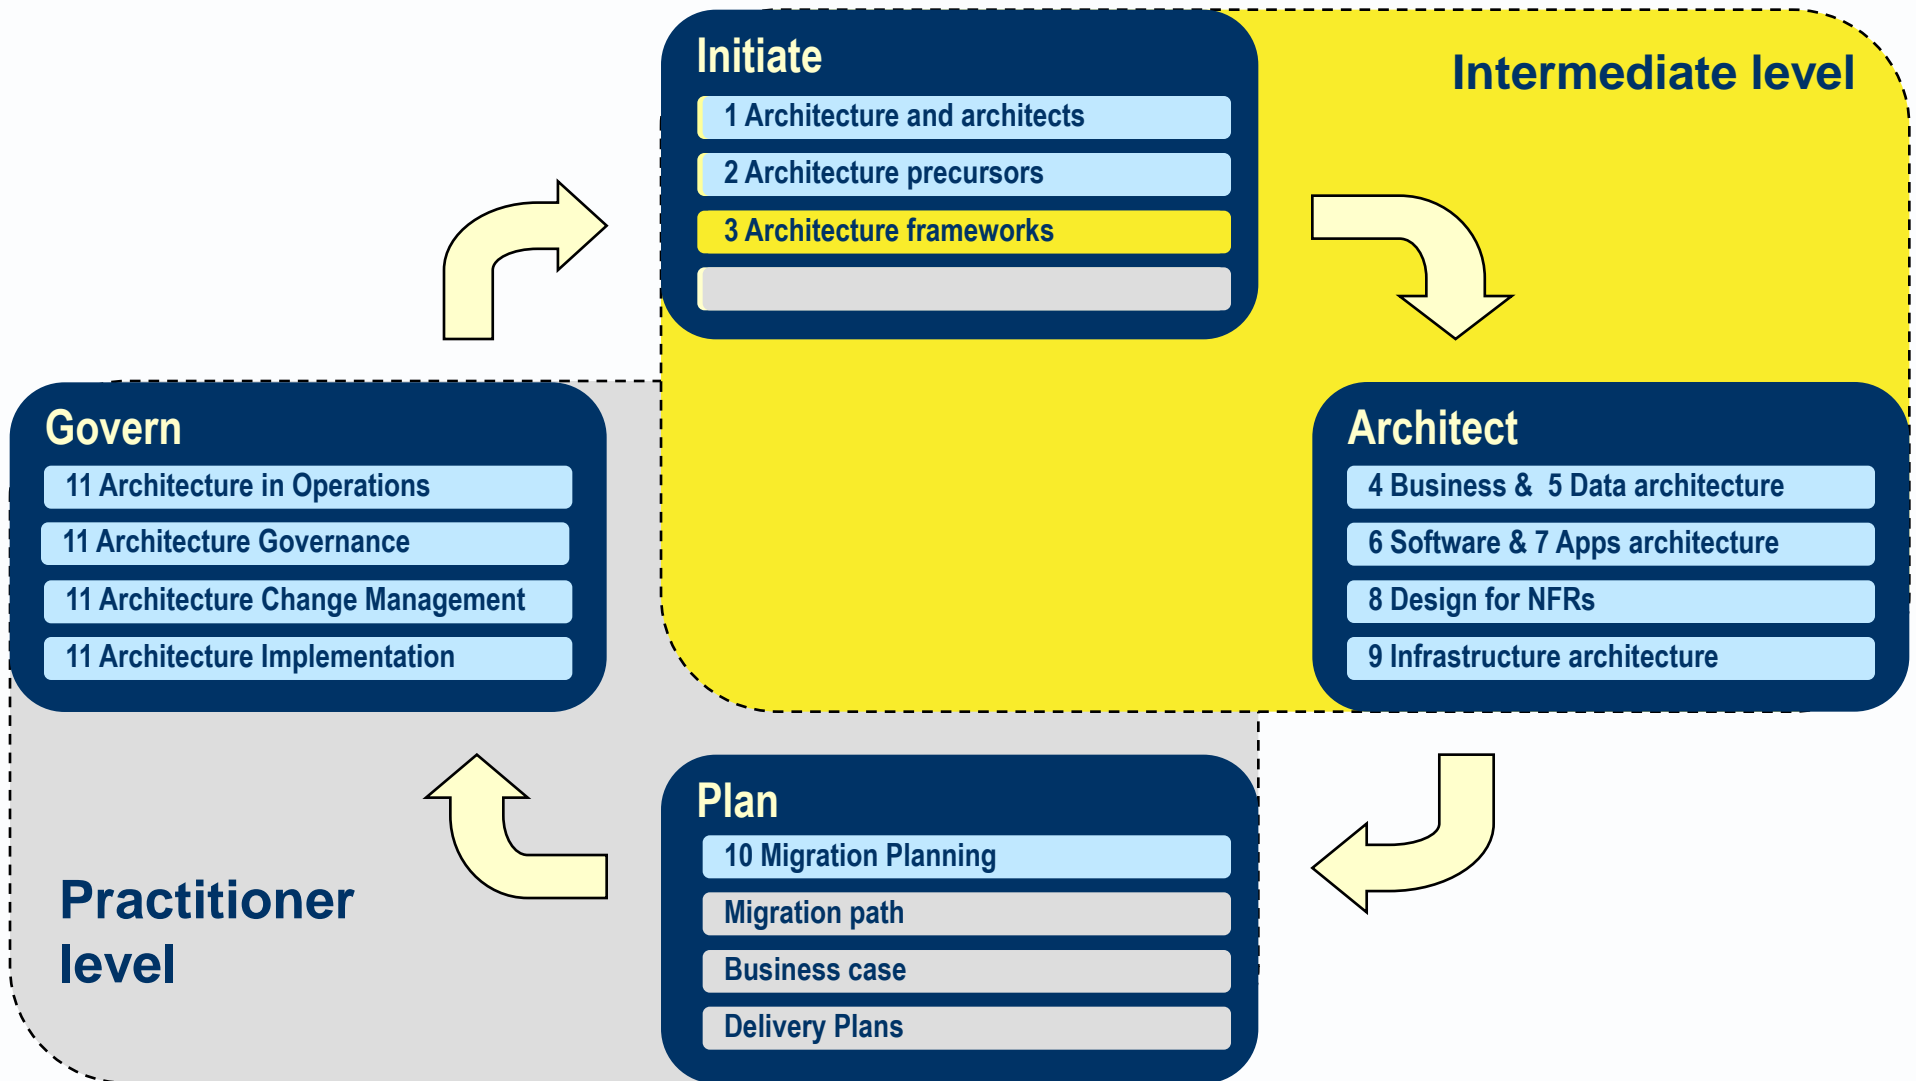 Initiate
1 Architecture and architects
2 Architecture precursors
3 Architecture frameworks
Intermediate level
Govern
11 Architecture in Operations
11 Architecture Governance
11 Architecture Change Management
11 Architecture Implementation
Architect
4 Business &  5 Data architecture
6 Software & 7 Apps architecture
8 Design for NFRs
9 Infrastructure architecture
Practitioner
level
Plan
10 Migration Planning
Migration path
Business case
Delivery Plans